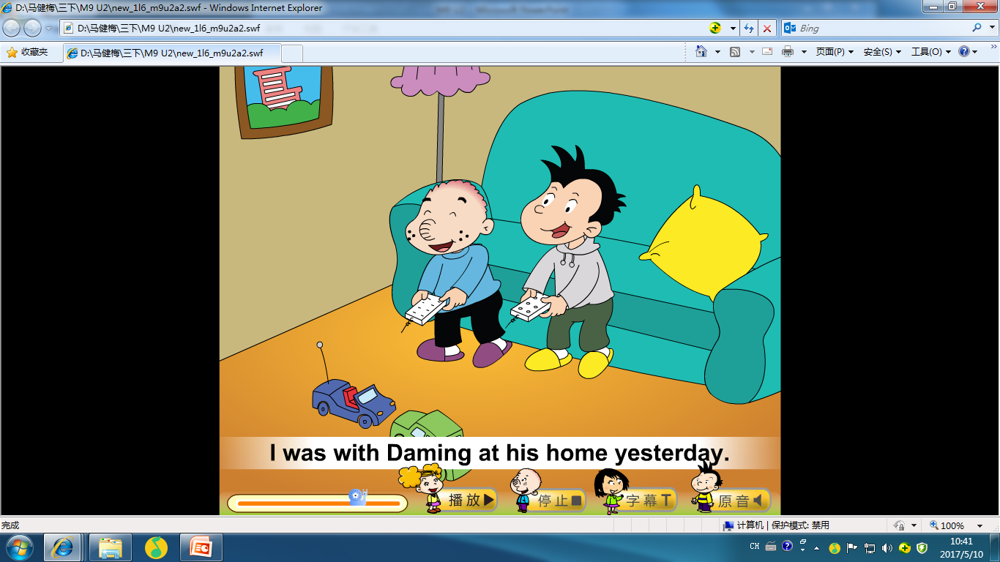 D:\马健梅\三下\M9 U2\new_1l6_m9u2a2.swf - Windows Internet Explorer
D:\马健梅\三下\M9 U2\new_1l6_m9u2a2.swf
Bing
收藏夹
D:\马健梅\三下\M9 U2\new_1l6_m9u2a2.swf
页面(P)
安全(S)
工具(O)
I was with Daming at his home yesterday.
播放
停止
字幕 T
原音
完成
计算机 | 保护模式: 禁用
100%
CH
10:41
2017/5/10